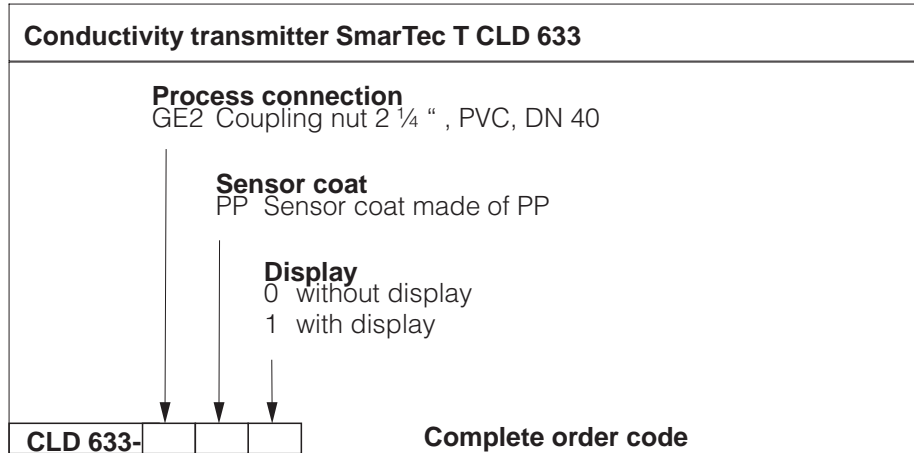 Conductivity transmitter SmarTec T CLD 633
Process connection
GE2 Coupling nut 2 ¼ “ , PVC, DN 40
Sensor coat
PP Sensor coat made of PP
Display
0 without display
1 with display
CLD 633-
Complete order code